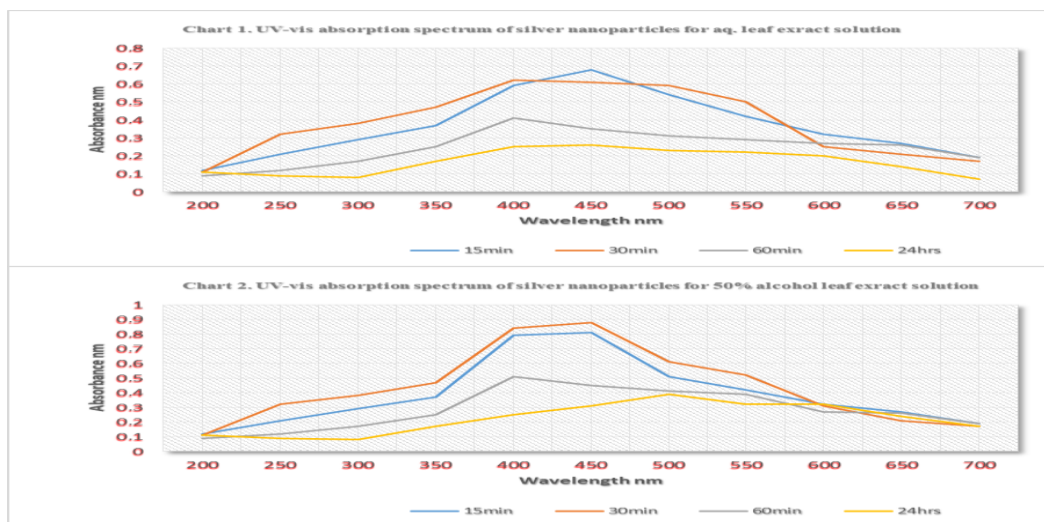 Chart 1. UV-vis absorption spectrum of silver nanoparticles for aq. leaf exract solution
0.8
0.7
0.6
0.5
0.4
0.3
0.2
0.1
0
Absorbance nm
200 250 300 350 400 450 500 550 600 650 700
Wavelength nm
15min 30min 60min 24hrs
Chart 2. UV-vis absorption spectrum of silver nanoparticles for 50% alcohol leaf exract solution
1
0.9
0.8
0.7
0.6
0.5
0.4
0.3
0.2
0.1
0
Absorbance nm
200 250 300 350 400 450 500 550 600 650 700
Wavelength nm
15min 30min 60min 24hrs